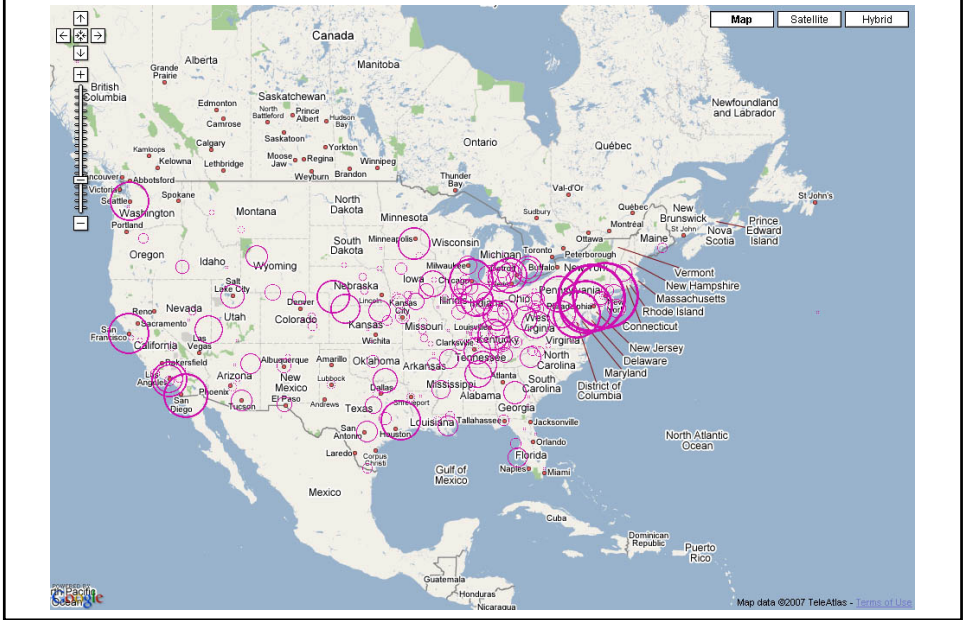 Map
Satellite
Hybrid
Canada
Alberta
Manitoba
Grande
Prairie
British
Columbia
Saskatchewan
Edmonton
North
Battleford
Prince
Albert
Hudson
Bay
Camrose
Newfoundland
and Labrador
Saskatoon
Kamloops
Calgary
Yorkton
Ontario
Québec
Kelowna
Lethbridge
Moose
Jaw
Regina
Winnipeg
Weyburn
Brandon
Abbotsford
Victoria
Thunder
Bay
Val-d'Or
St John's
Spokane
Seattle
Washington
Portland
Montana
North
Dakota
Minnesota
Sudbury
Québec
Montréal
New
Brunswick
St John
Prince
Edward
Island
Nova
Scotia
Maine
Ottawa
Peterborough
Toronto
Oregon
Idaho
Wyoming
South
Dakota
Minneapolis
Wisconsin
Michigan
Milwaukee
Detroit
Buffalo
New York
Vermont
New Hampshire
Massachusetts
Rhode Island
Connecticut
New Jersey
Delaware
Maryland
District of
Columbia
Salt
Lake City
Nebraska
Iowa
Chicago
Illinois
Indiana
Ohio
Pennsylvania
Philadelphia
New
York
Reno
Nevada
Utah
Denver
Colorado
Lincoln
Kansas
City
Kansas
Missouri
Louisville
West
Virginia
Virginia
Sacramento
San
Francisco
California
Las
Vegas
Wichita
Clarksville
Kentucky
Bakersfield
Los
Angeles
Albuquerque
Amarillo
Oklahoma
Arkansas
Tennessee
North
Carolina
Arizona
Phoenix
New
Mexico
Lubbock
Dallas
Mississippi
Atlanta
South
Carolina
Alabama
San
Diego
Tucson
El Paso
Andrews
Texas
Shreveport
Georgia
Louisiana
Tallahassee
Jacksonville
San
Antonio
Houston
Orlando
North Atlantic
Ocean
Laredo
Corpus
Christi
Florida
Naples
Miami
Gulf of
Mexico
Mexico
Cuba
Dominican
Republic
Puerto
Rico
Guatemala
Honduras
Nicaragua
POWERED BY
Google
Map data ©2007 TeleAtlas - Terms of Use